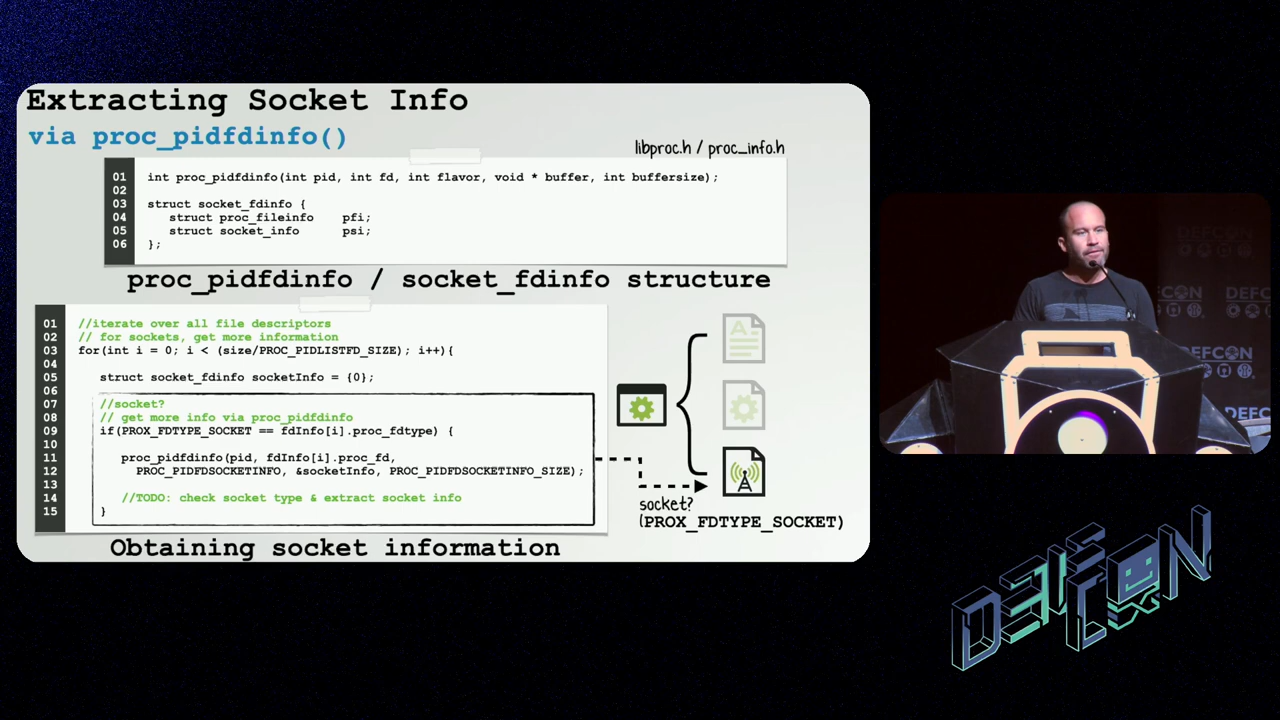 Extracting Socket Info
via proc_pidfdinfo()
libproc.h / proc_info.h
01 int proc_pidfdinfo(int pid, int fd, int flavor, void * buffer, int buffersize);
02
03 struct socket_fdinfo {
04 struct proc_fileinfo pfi;
05 struct socket_info psi;
06 };
proc_pidfdinfo / socket_fdinfo structure
01 //iterate over all file descriptors
02 // for sockets, get more information
03 for(int i = 0; i < (size/PROC_PIDLISTFD_SIZE); i++){
04
05 struct socket_fdinfo socketInfo = {0};
06
07 //socket?
08 // get more info via proc_pidfdinfo
09 if(PROX_FDTYPE_SOCKET == fdInfo[i].proc_fdtype) {
10
11 proc_pidfdinfo(pid, fdInfo[i].proc_fd,
12 PROC_PIDFDSOCKETINFO, &socketInfo, PROC_PIDFDSOCKETINFO_SIZE);
13
14 //TODO: check socket type & extract socket info
15 }
A
socket?
(PROX_FDTYPE_SOCKET)
Obtaining socket information
DEFCON
DEFC
DEFCON
DEFCON